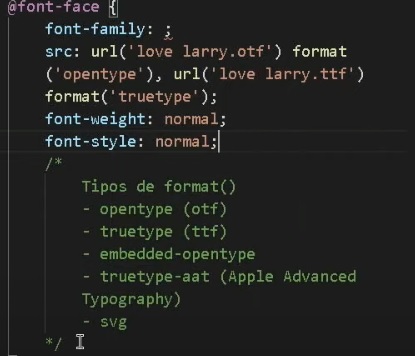 @font-face {
font-family: ;
src: url('love larry.otf') format
('opentype'), url('love larry.ttf')
format('truetype');
font-weight: normal;
font-style: normal;
/*
Tipos de format()
- opentype (otf)
- truetype (ttf)
- embedded-opentype
- truetype-aat (Apple Advanced
Typography)
- svg
*/